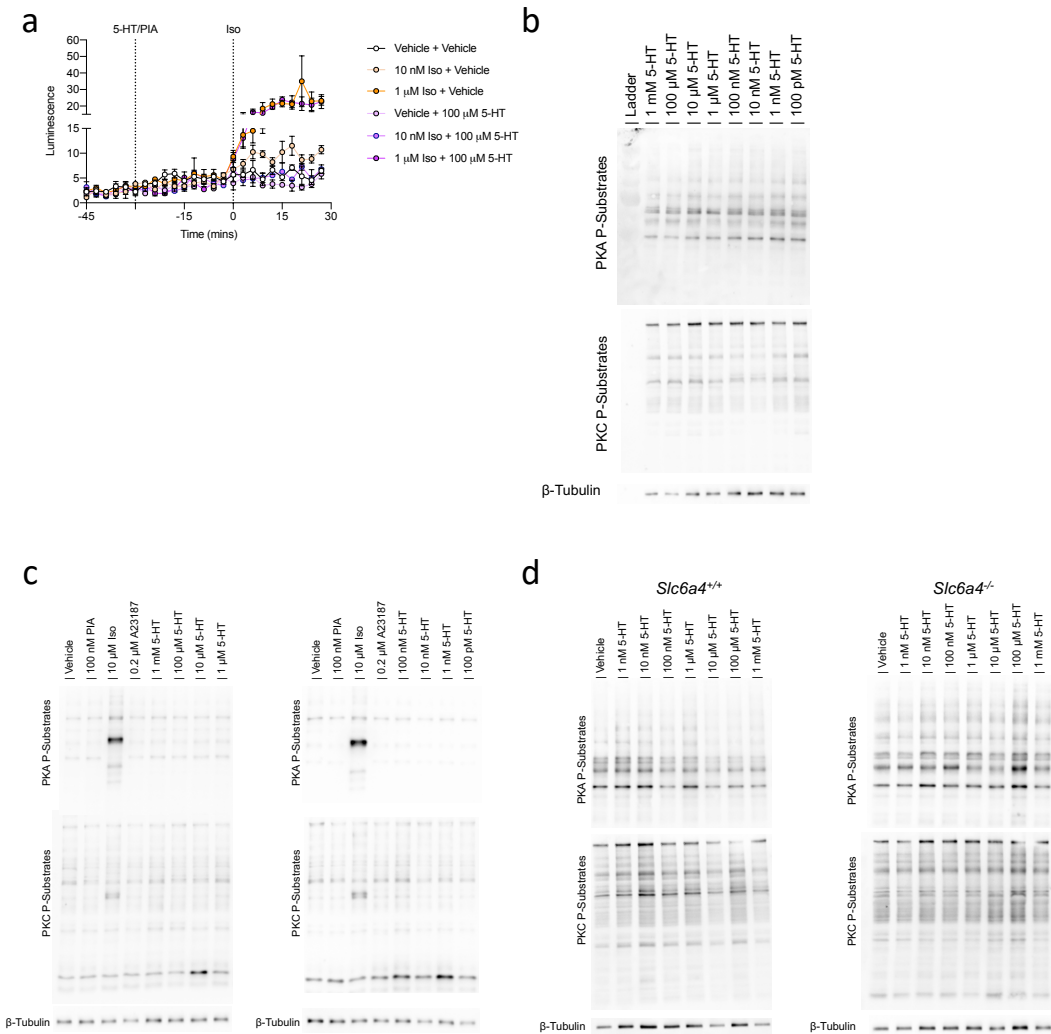 a
5-HT/PIA
Iso
60
50
40
30
20
15
10
5
0
Luminescence
-45
-15
0
15
30
Time (mins)
Vehicle + Vehicle
10 nM Iso + Vehicle
1 μM Iso + Vehicle
Vehicle + 100 μM 5-HT
10 nM Iso + 100 μM 5-HT
1 μM Iso + 100 μM 5-HT
b
| Ladder
| 1 mM 5-HT
| 100 μM 5-HT
| 10 μM 5-HT
| 1 μM 5-HT
| 100 nM 5-HT
| 10 nM 5-HT
| 1 nM 5-HT
| 100 pM 5-HT
PKA P-Substrates
PKC P-Substrates
β-Tubulin
c
| Vehicle
| 100 nM PIA
| 10 μM Iso
| 0.2 μM A23187
| 1 mM 5-HT
| 100 μM 5-HT
| 10 μM 5-HT
| 1 μM 5-HT
PKA P-Substrates
PKC P-Substrates
β-Tubulin
| Vehicle
| 100 nM PIA
| 10 μM Iso
| 0.2 μM A23187
| 100 nM 5-HT
| 10 nM 5-HT
| 1 nM 5-HT
| 100 pM 5-HT
PKA P-Substrates
PKC P-Substrates
β-Tubulin
d
Slc6a4+/+
| Vehicle
| 1 nM 5-HT
| 10 nM 5-HT
| 100 nM 5-HT
| 1 μM 5-HT
| 10 μM 5-HT
| 100 μM 5-HT
| 1 mM 5-HT
PKA P-Substrates
PKC P-Substrates
β-Tubulin
Slc6a4-/-
| Vehicle
| 1 nM 5-HT
| 10 nM 5-HT
| 100 nM 5-HT
| 1 μM 5-HT
| 10 μM 5-HT
| 100 μM 5-HT
| 1 mM 5-HT
PKA P-Substrates
PKC P-Substrates
β-Tubulin